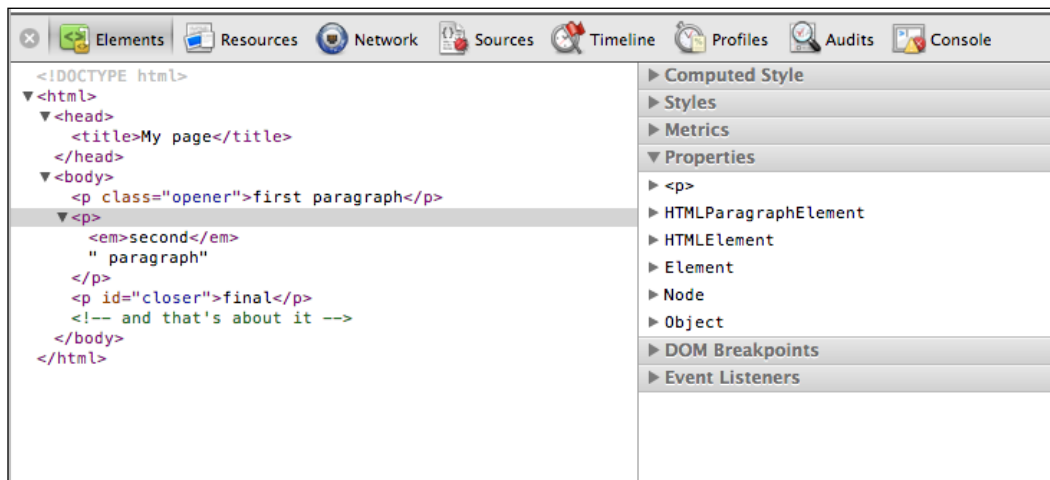 Elements Resources Network Sources Timeline Profiles Audits Console
<!DOCTYPE html>
▼<html>
▼<head>
<title>My page</title>
</head>
▼<body>
<p class="opener">first paragraph</p>
▼<p>
<em>second</em>
" paragraph"
</p>
<p id="closer">final</p>
<!-- and that's about it -->
</body>
</html>
▶Computed Style
▶Styles
▶Metrics
▼Properties
▶<p>
▶HTMLParagraphElement
▶HTMLElement
▶Element
▶Node
▶Object
▶DOM Breakpoints
▶Event Listeners